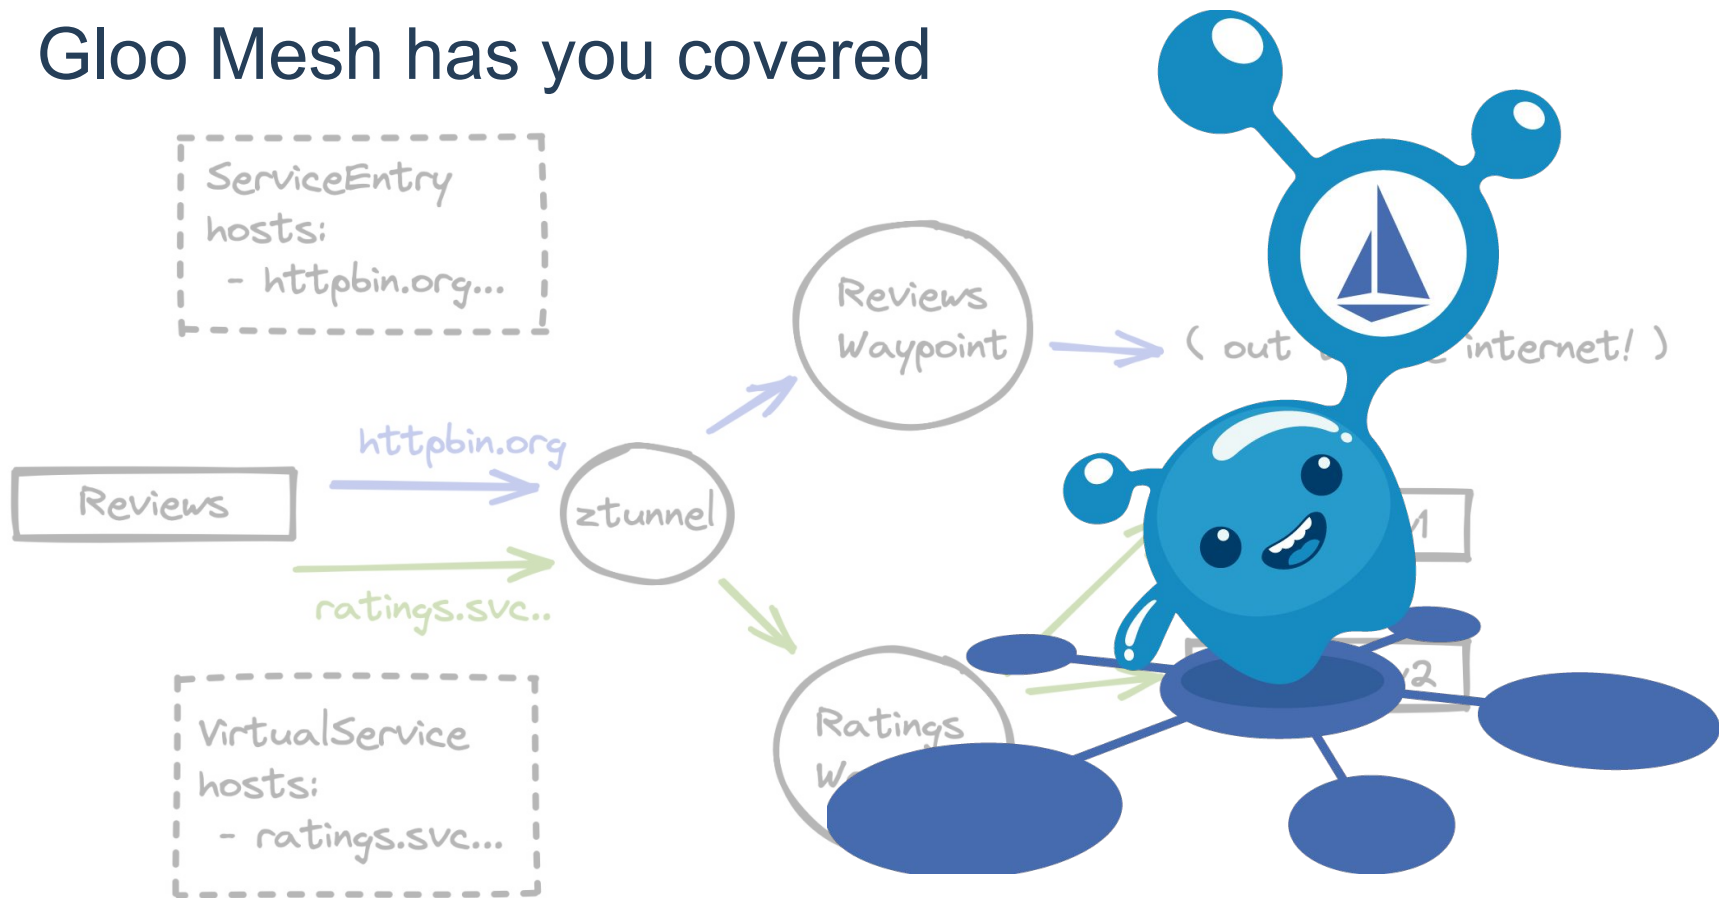 Gloo Mesh has you covered
ServiceEntry
hosts:
- httpbin.org...
Reviews
Waypoint
( out internet! )
httpbin.org
Reviews
ztunnel
ratings.svc..
v2
VirtualService
hosts:
- ratings.svc...
Ratings